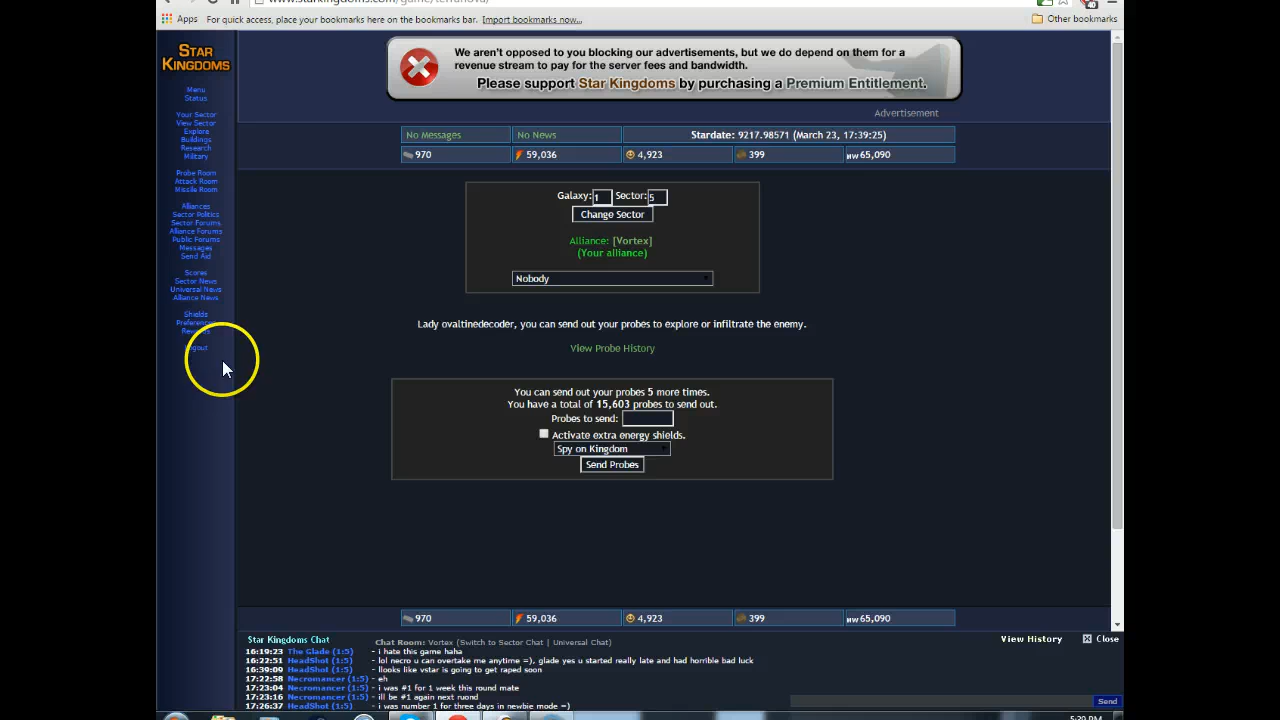 Apps For quick access, place your bookmarks here on the bookmarks bar. Import bookmarks now... Other bookmarks
STAR KINGDOMS
Menu
Status
Your Sector
View Sector
Explore
Buildings
Research
Military
Probe Room
Attack Room
Missile Room
Alliances
Sector Politics
Sector Forums
Alliance Forums
Public Forums
Messages
Send Aid
Scores
Sector News
Universal News
Alliance News
Shields
Preferences
Logout
We aren't opposed to you blocking our advertisements, but we do depend on them for a
revenue stream to pay for the server fees and bandwidth.
Please support Star Kingdoms by purchasing a Premium Entitlement.
Advertisement
No Messages No News Stardate: 9217.98571 (March 23, 17:39:25)
970 59,036 4,923 399 NW 65,090
Galaxy: 1 Sector: 5
Change Sector
Alliance: [Vortex]
(Your alliance)
Nobody
Lady ovaltinedecoder, you can send out your probes to explore or infiltrate the enemy.
View Probe History
You can send out your probes 5 more times.
You have a total of 15,603 probes to send out.
Probes to send:
Activate extra energy shields.
Spy on Kingdom
Send Probes
970 59,036 4,923 399 NW 65,090
Star Kingdoms Chat Chat Room: Vortex (Switch to Sector Chat | Universal Chat) View History X Close
16:19:23 The Glade (1:5) - i hate this game haha
16:22:51 HeadShot (1:5) - lol necro u can overtake me anytime =), glade yes u started really late and had horrible bad luck
16:39:09 HeadShot (1:5) - llooks like vstar is going to get raped soon
17:22:58 Necromancer (1:5) - eh
17:23:04 Necromancer (1:5) - i was #1 for 1 week this round mate
17:23:16 Necromancer (1:5) - ill be #1 again next ruond
17:26:37 HeadShot (1:5) - i was number 1 for three days in newbie mode =)
Send